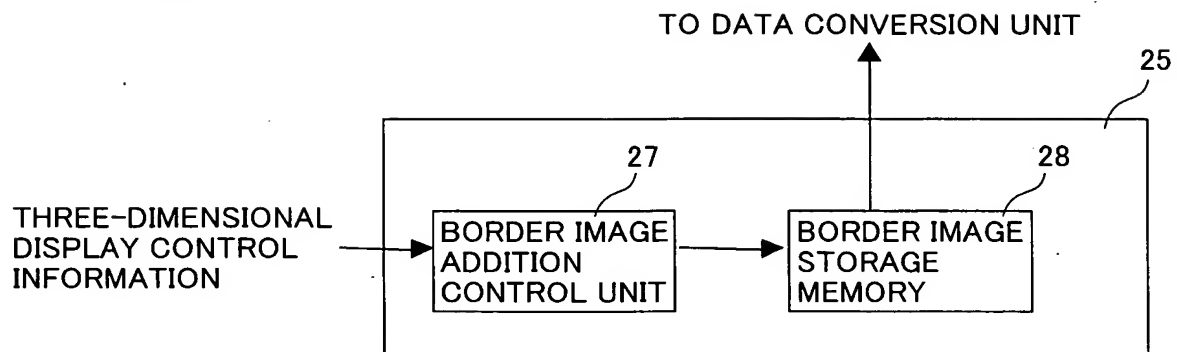 TO DATA CONVERSION UNIT
25
27
28
THREE-DIMENSIONAL
DISPLAY CONTROL
INFORMATION
BORDER IMAGE
ADDITION
CONTROL UNIT
BORDER IMAGE
STORAGE
MEMORY